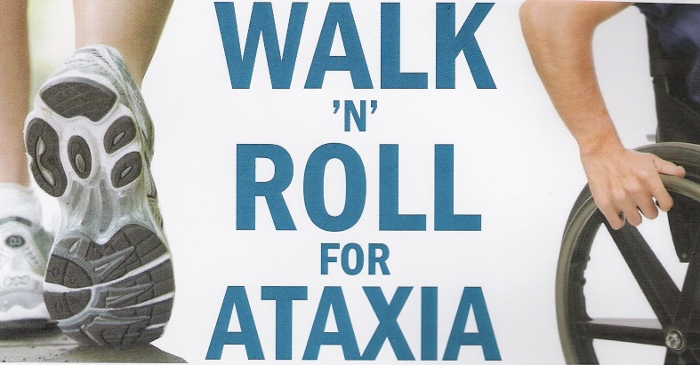 WALK
'N'
ROLL
FOR
ATAXIA